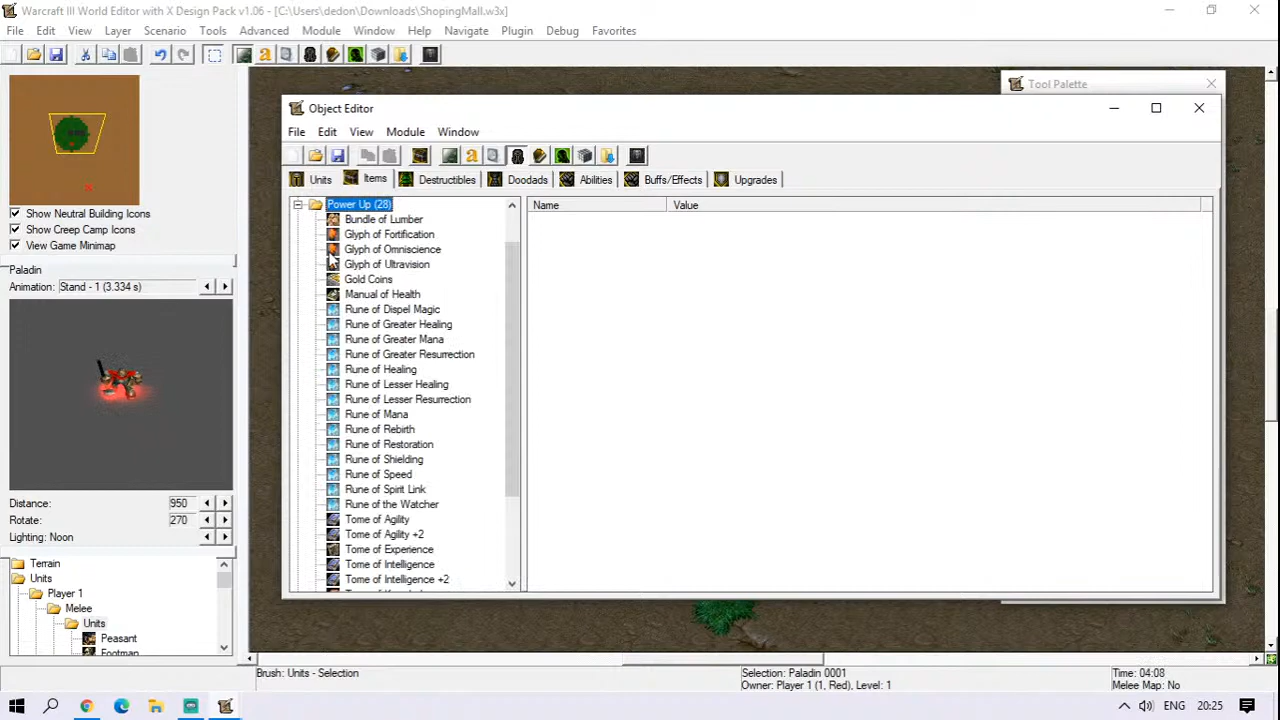 Warcraft III World Editor with X Design Pack v1.06 - [C:\Users\dedon\Downloads\ShopingMall.w3x]
File Edit View Layer Scenario Tools Advanced Module Window Help Navigate Plugin Debug Favorites
Tool Palette
Object Editor
File Edit View Module Window
Units Items Destructibles Doodads Abilities Buffs/Effects Upgrades
Power Up (28)
Bundle of Lumber
Glyph of Fortification
Glyph of Omniscience
Glyph of Ultravision
Gold Coins
Manual of Health
Rune of Dispel Magic
Rune of Greater Healing
Rune of Greater Mana
Rune of Greater Resurrection
Rune of Healing
Rune of Lesser Healing
Rune of Lesser Resurrection
Rune of Mana
Rune of Rebirth
Rune of Restoration
Rune of Shielding
Rune of Speed
Rune of Spirit Link
Rune of the Watcher
Tome of Agility
Tome of Agility +2
Tome of Experience
Tome of Intelligence
Tome of Intelligence +2
Name Value
Show Neutral Building Icons
Show Creep Camp Icons
View Game Minimap
Paladin
Animation: Stand - 1 (3.334 s)
Distance: 950
Rotate: 270
Lighting: Noon
Terrain
Units
Player 1
Melee
Units
Peasant
Footman
Brush: Units - Selection
Selection: Paladin 0001
Owner: Player 1 (1, Red), Level: 1
Time: 04:08
Melee Map: No
ENG 20:25